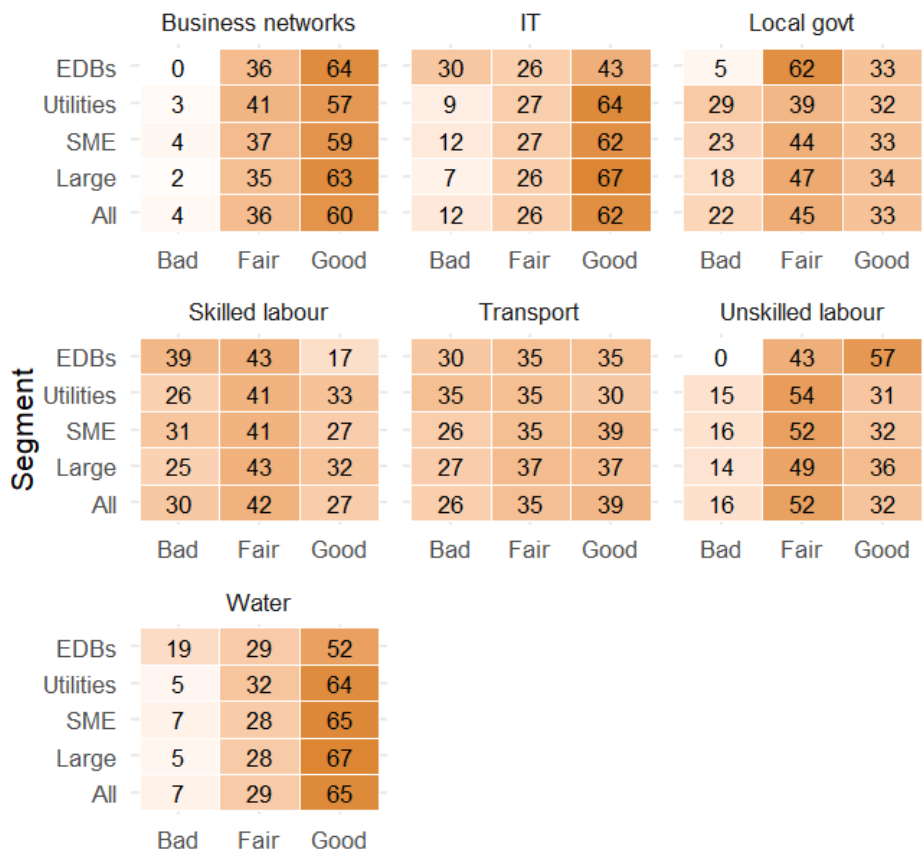 Business networks IT Local govt
EDBs 0 36 64 30 26 43 5 62 33
Utilities 3 41 57 9 27 64 29 39 32
SME 4 37 59 12 27 62 23 44 33
Large 2 35 63 7 26 67 18 47 34
All 4 36 60 12 26 62 22 45 33
Bad Fair Good Bad Fair Good Bad Fair Good
Skilled labour Transport Unskilled labour
EDBs 39 43 17 30 35 35 0 43 57
Utilities 26 41 33 35 35 30 15 54 31
SME 31 41 27 26 35 39 16 52 32
Large 25 43 32 27 37 37 14 49 36
All 30 42 27 26 35 39 16 52 32
Bad Fair Good Bad Fair Good Bad Fair Good
Segment
Water
EDBs 19 29 52
Utilities 5 32 64
SME 7 28 65
Large 5 28 67
All 7 29 65
Bad Fair Good